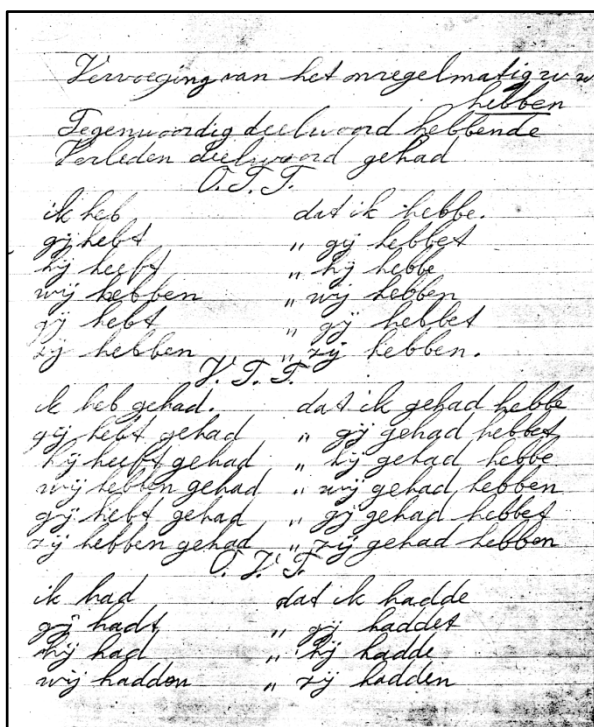 Vervoeging van het onregelmatig w w
hebben
Tegenwoordig deelwoord hebbende
Verleden deelwoord gehad
O.T.T.
ik heb dat ik hebbe.
gij hebt „ gij hebbet
hij heeft „ hij hebbe
wij hebben „ wij hebben
gij hebt „ gij hebbet
zij hebben „ zij hebben.
V.T.T.
ik heb gehad. dat ik gehad hebbe
gij hebt gehad „ gij gehad hebbet
hij heeft gehad „ hij gehad hebbe
wij hebben gehad „ wij gehad hebben
gij hebt gehad „ gij gehad hebbet
zij hebben gehad „ zij gehad hebben
O.V.T.
ik had dat ik hadde
gij hadt „ gij haddet
hij had „ hij hadde
wij hadden „ zij hadden